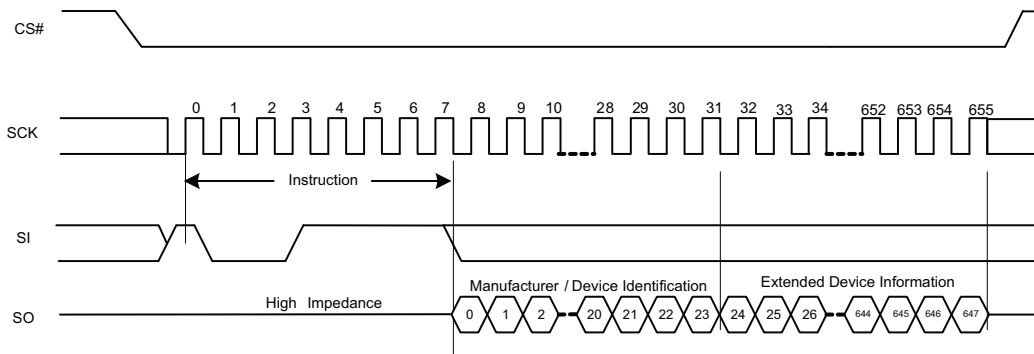 CS#
0 1 2 3 4 5 6 7 8 9 10 28 29 30 31 32 33 34 652 653 654 655
SCK
Instruction
SI
Manufacturer / Device Identification Extended Device Information
High Impedance
SO 0 1 2 20 21 22 23 24 25 26 644 645 646 647